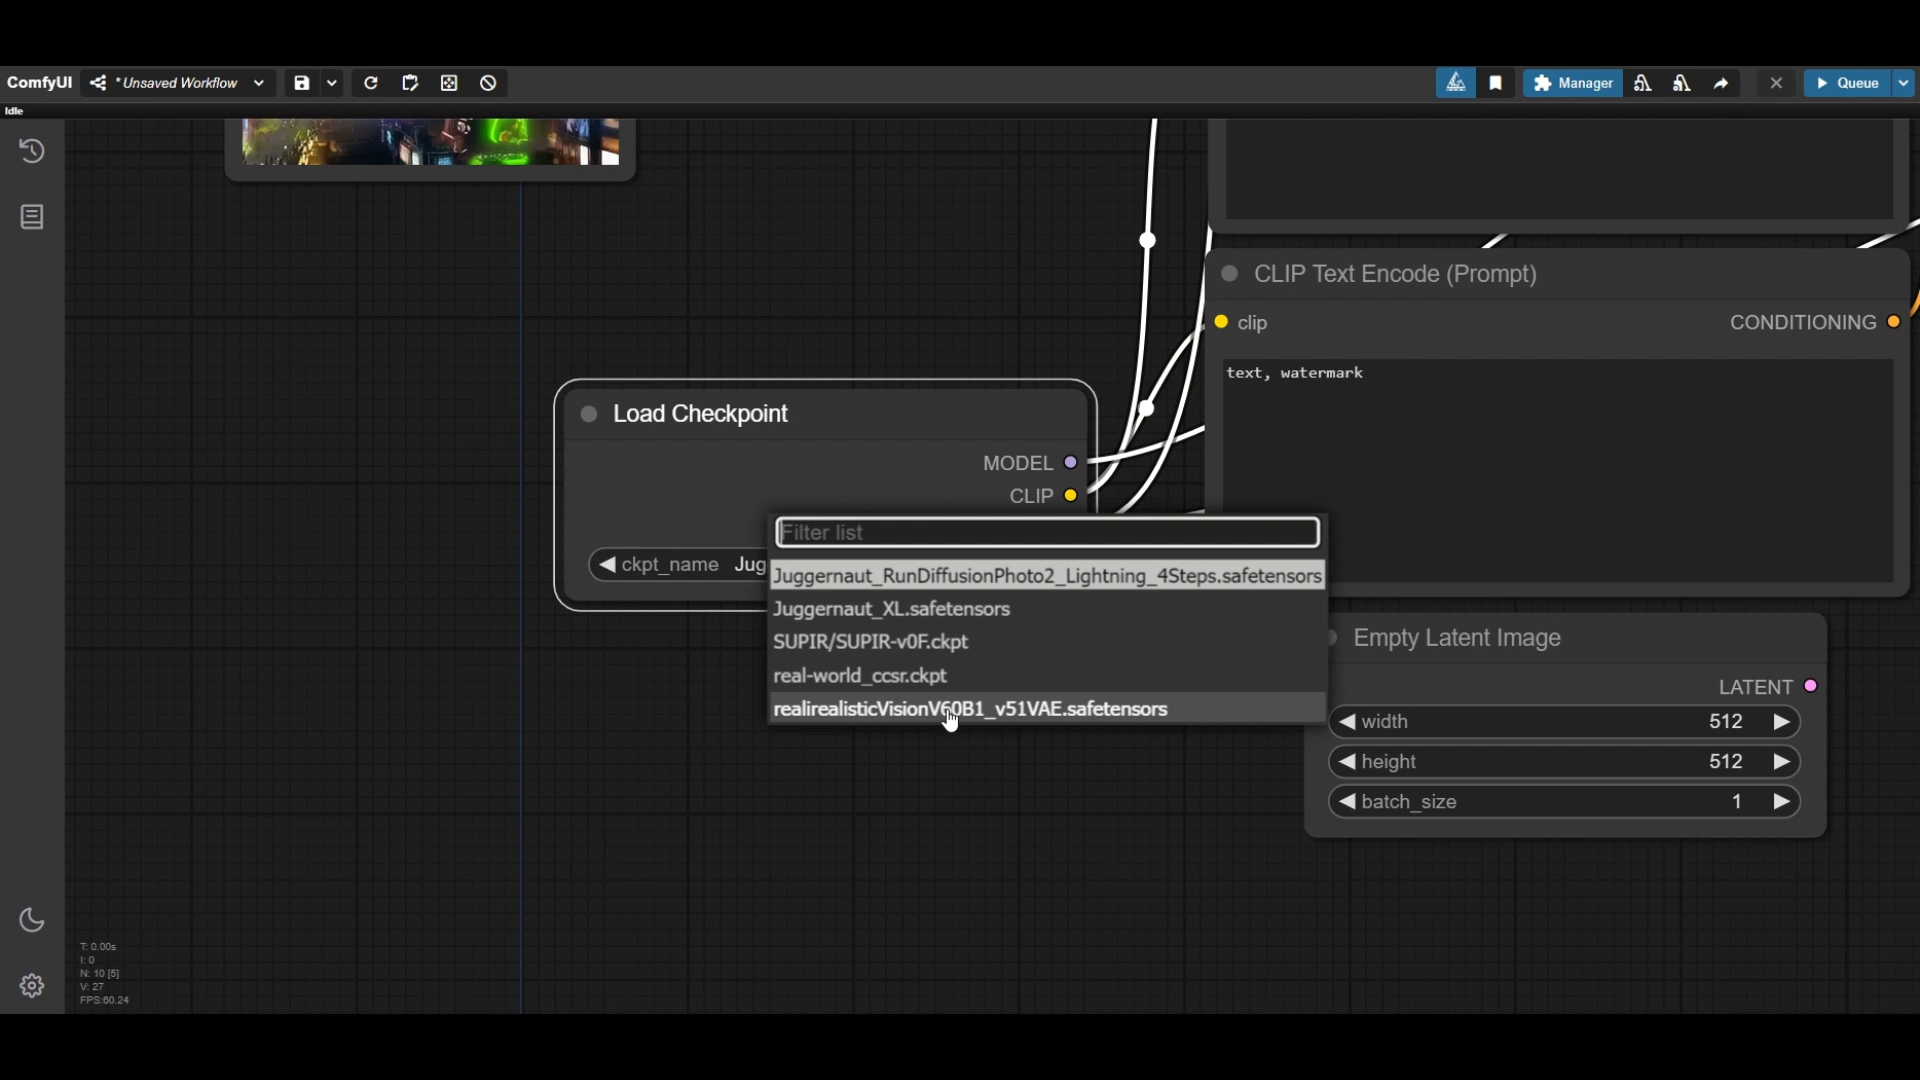 ComfyUI
*Unsaved Workflow
Manager
Queue
Idle
CLIP Text Encode (Prompt)
clip
CONDITIONING
text, watermark
Load Checkpoint
MODEL
CLIP
Filter list
ckpt_name Jug
Juggernaut_RunDiffusionPhoto2_Lightning_4Steps.safetensors
Juggernaut_XL.safetensors
SUPIR/SUPIR-v0F.ckpt
real-world_ccsr.ckpt
realirealisticVisionV60B1_v51VAE.safetensors
Empty Latent Image
LATENT
width 512
height 512
batch_size 1
T: 0.00s
I: 0
N: 10 [5]
V: 27
FPS:60.24